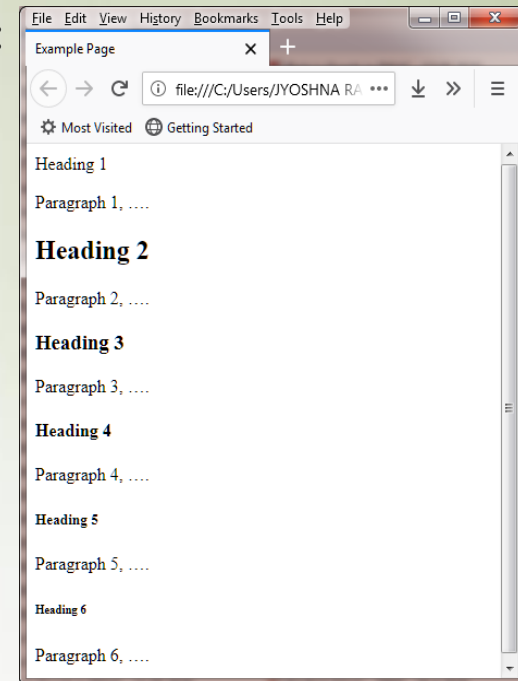 File Edit View History Bookmarks Tools Help
Example Page
file:///C:/Users/JYOSHNA RA
Most Visited Getting Started
Heading 1
Paragraph 1, ….
Heading 2
Paragraph 2, ….
Heading 3
Paragraph 3, ….
Heading 4
Paragraph 4, ….
Heading 5
Paragraph 5, ….
Heading 6
Paragraph 6, ….